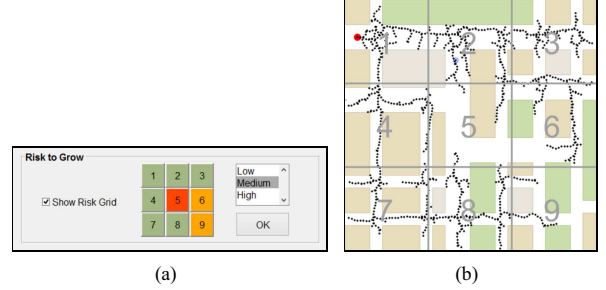 Risk to Grow
Show Risk Grid
1 2 3
4 5 6
7 8 9
Low
Medium
High
OK
1 2 3
4 5 6
7 8 9
(a) (b)